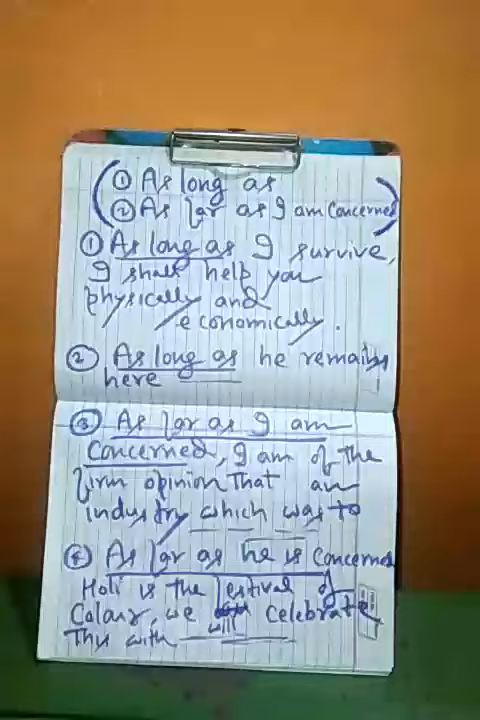 ① As long as
② As far as I am Concerned
① As long as I survive,
I shall help you
physically and
economically.
② As long as he remains
here
③ As far as I am
Concerned, I am of the
firm opinion that an
industry which was to
④ As far as he is Concerned
Holi is the festival of
Colour, we will Celebrate
This with